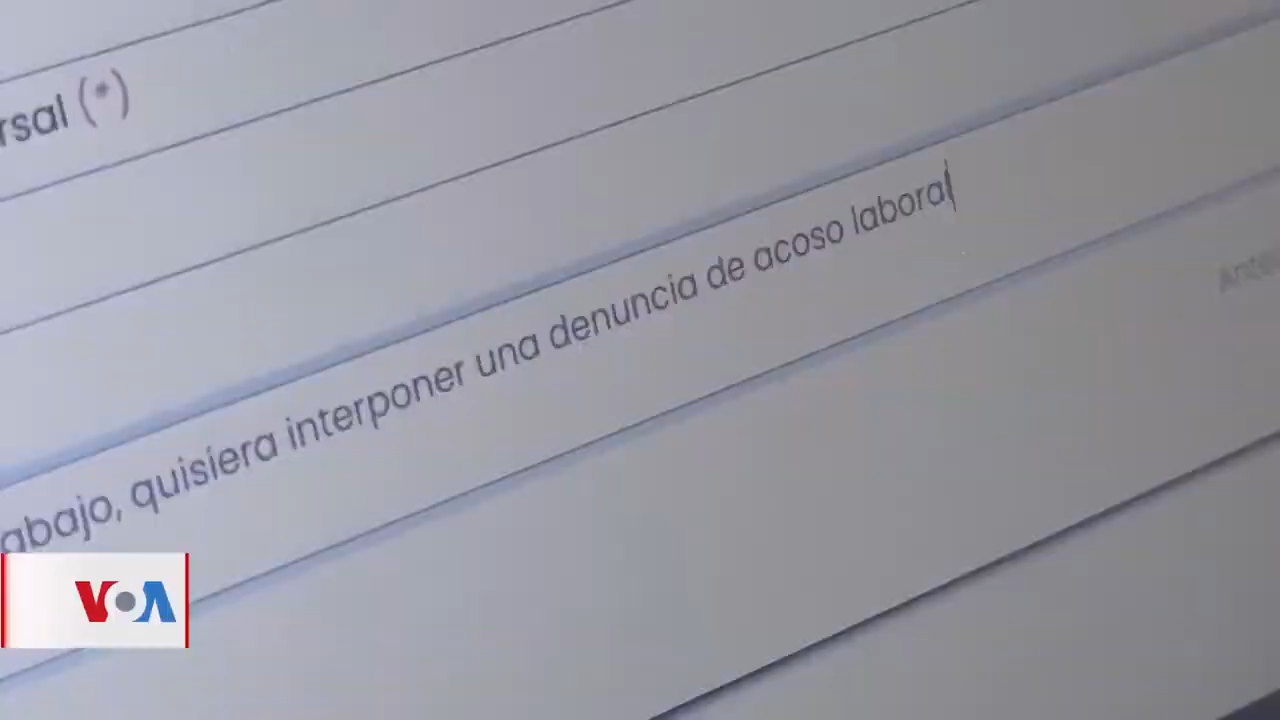 rsal (*)
abajo, quisiera interponer una denuncia de acoso laboral
VOA